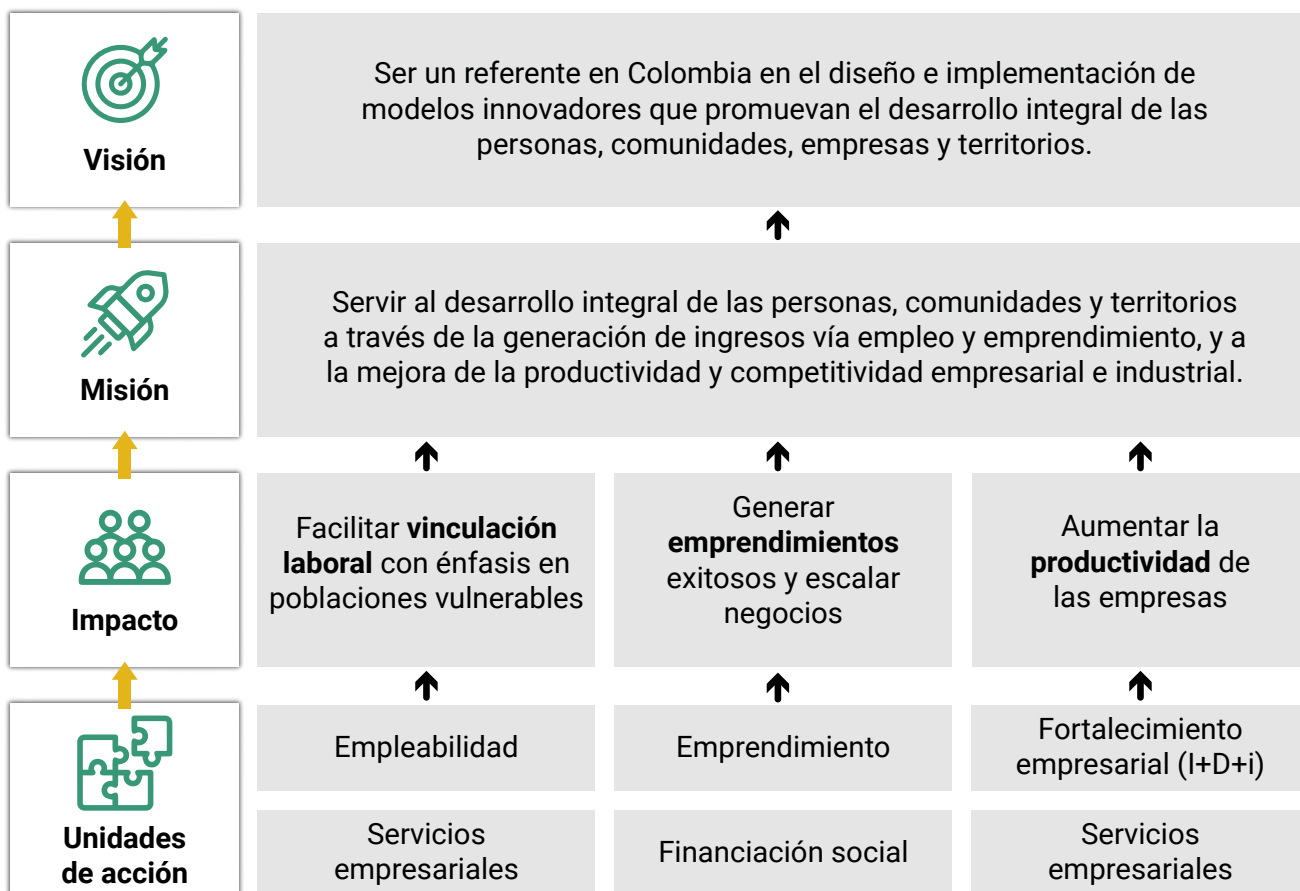 Visión
Ser un referente en Colombia en el diseño e implementación de
modelos innovadores que promuevan el desarrollo integral de las
personas, comunidades, empresas y territorios.
Misión
Servir al desarrollo integral de las personas, comunidades y territorios
a través de la generación de ingresos vía empleo y emprendimiento, y a
la mejora de la productividad y competitividad empresarial e industrial.
Impacto
Facilitar vinculación
laboral con énfasis en
poblaciones vulnerables
Generar
emprendimientos
exitosos y escalar
negocios
Aumentar la
productividad de
las empresas
Unidades
de acción
Empleabilidad
Emprendimiento
Fortalecimiento
empresarial (I+D+i)
Servicios
empresariales
Financiación social
Servicios
empresariales